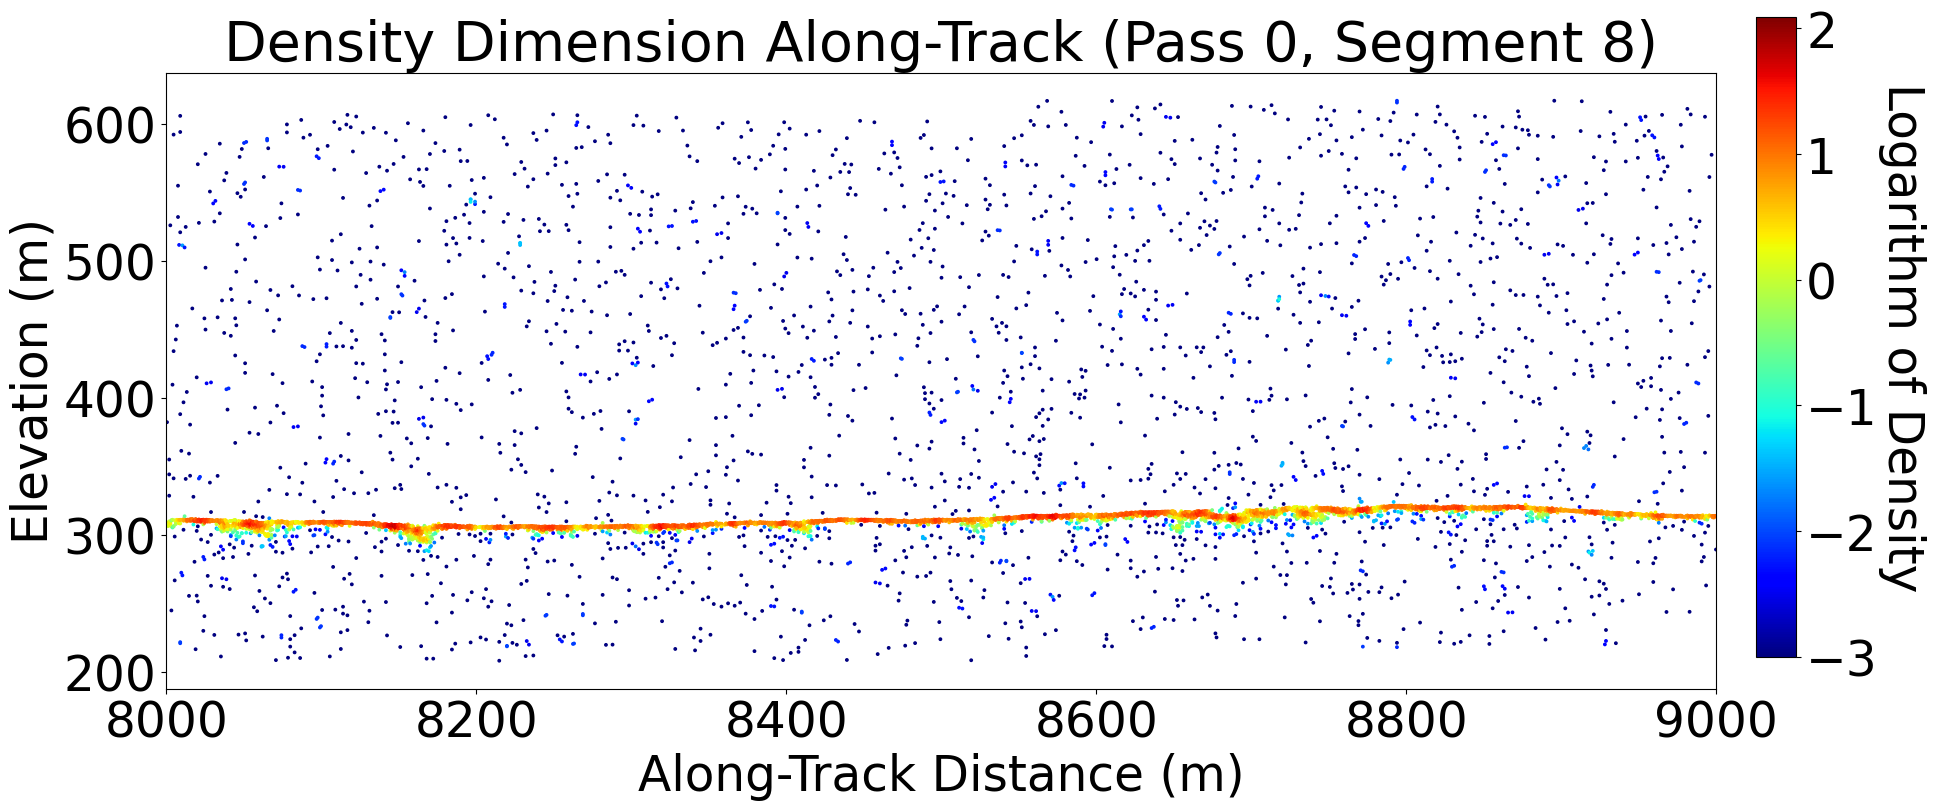 Density Dimension Along-Track (Pass 0, Segment 8)
Elevation (m)
600
500
400
300
200
8000 8200 8400 8600 8800 9000
Along-Track Distance (m)
2
1
0
−1
−2
−3
Logarithm of Density